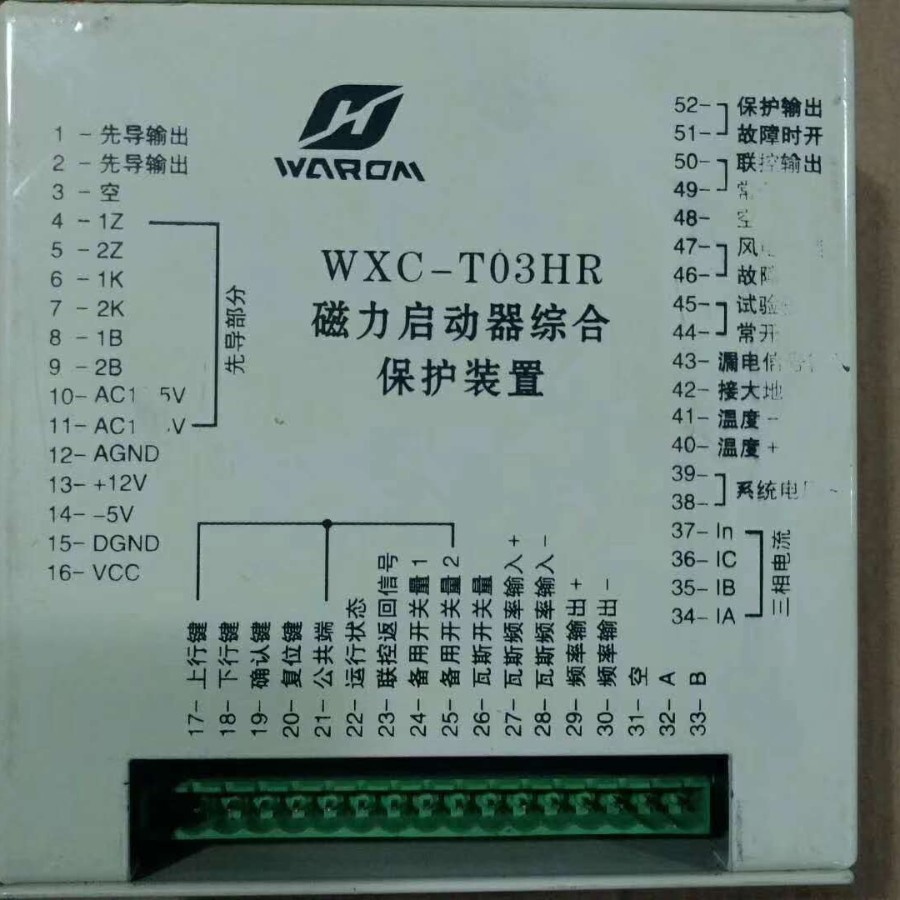 WAROM
WXC-T03HR
磁力启动器综合
保护装置
1 - 先导输出
2 - 先导输出
3 - 空
4 - 1Z
5 - 2Z
6 - 1K
7 - 2K
8 - 1B
9 - 2B
10- AC1 5V
11- AC1 V
12- AGND
13- +12V
14- -5V
15- DGND
16- VCC
先导部分
17- 上行键
18- 下行键
19- 确认键
20- 复位键
21- 公共端
22- 运行状态
23- 联控返回信号
24- 备用开关量1
25- 备用开关量2
26- 瓦斯开关量
27- 瓦斯频率输入+
28- 瓦斯频率输入-
29- 频率输出+
30- 频率输出-
31- 空
32- A
33- B
52- 保护输出
51- 故障时开
50- 联控输出
49- 常
48- 空
47- 风
46- 故障
45- 试验
44- 常开
43- 漏电信号
42- 接大地
41- 温度-
40- 温度+
39-
38- 系统电
37- In
36- IC
35- IB
34- IA
三相电流